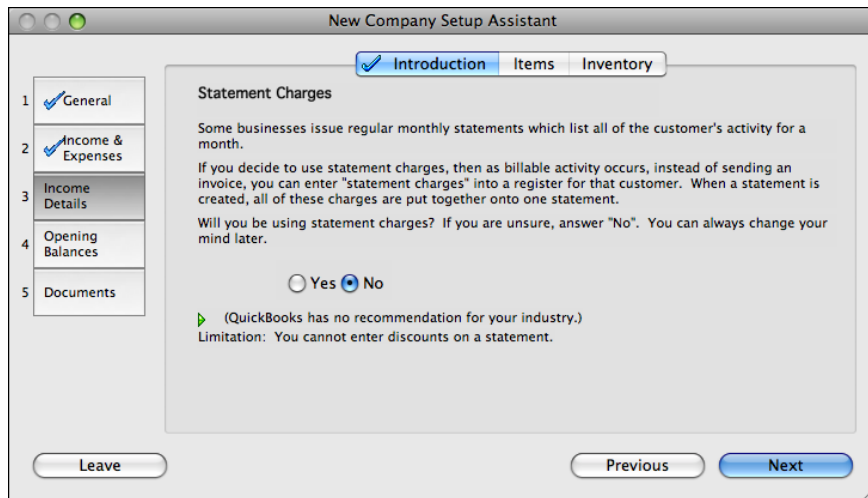 New Company Setup Assistant
Introduction Items Inventory
1 General
2 Income &
Expenses
3 Income
Details
4 Opening
Balances
5 Documents
Statement Charges
Some businesses issue regular monthly statements which list all of the customer's activity for a
month.
If you decide to use statement charges, then as billable activity occurs, instead of sending an
invoice, you can enter "statement charges" into a register for that customer. When a statement is
created, all of these charges are put together onto one statement.
Will you be using statement charges? If you are unsure, answer "No". You can always change your
mind later.
Yes No
(QuickBooks has no recommendation for your industry.)
Limitation: You cannot enter discounts on a statement.
Leave Previous Next